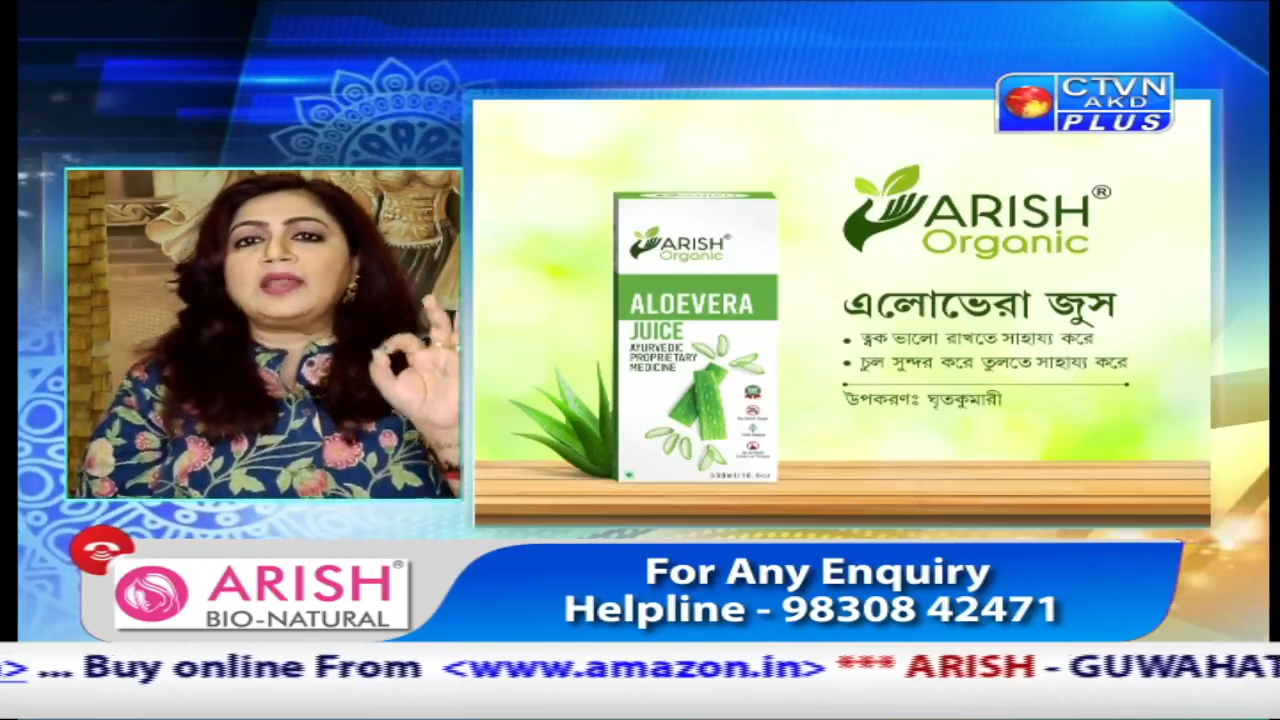 CTVN
AKD
PLUS
ARISH®
Organic
ARISH®
Organic
ALOEVERA
JUICE
AYURVEDIC
PROPRIETARY
MEDICINE
এলোভেরা জুস
• ত্বক ভালো রাখতে সাহায্য করে
• চুল সুন্দর করে তুলতে সাহায্য করে
উপকরণঃ ঘৃতকুমারী
ARISH®
BIO-NATURAL
For Any Enquiry
Helpline - 98308 42471
> ... Buy online From <www.amazon.in> *** ARISH - GUWAHAT